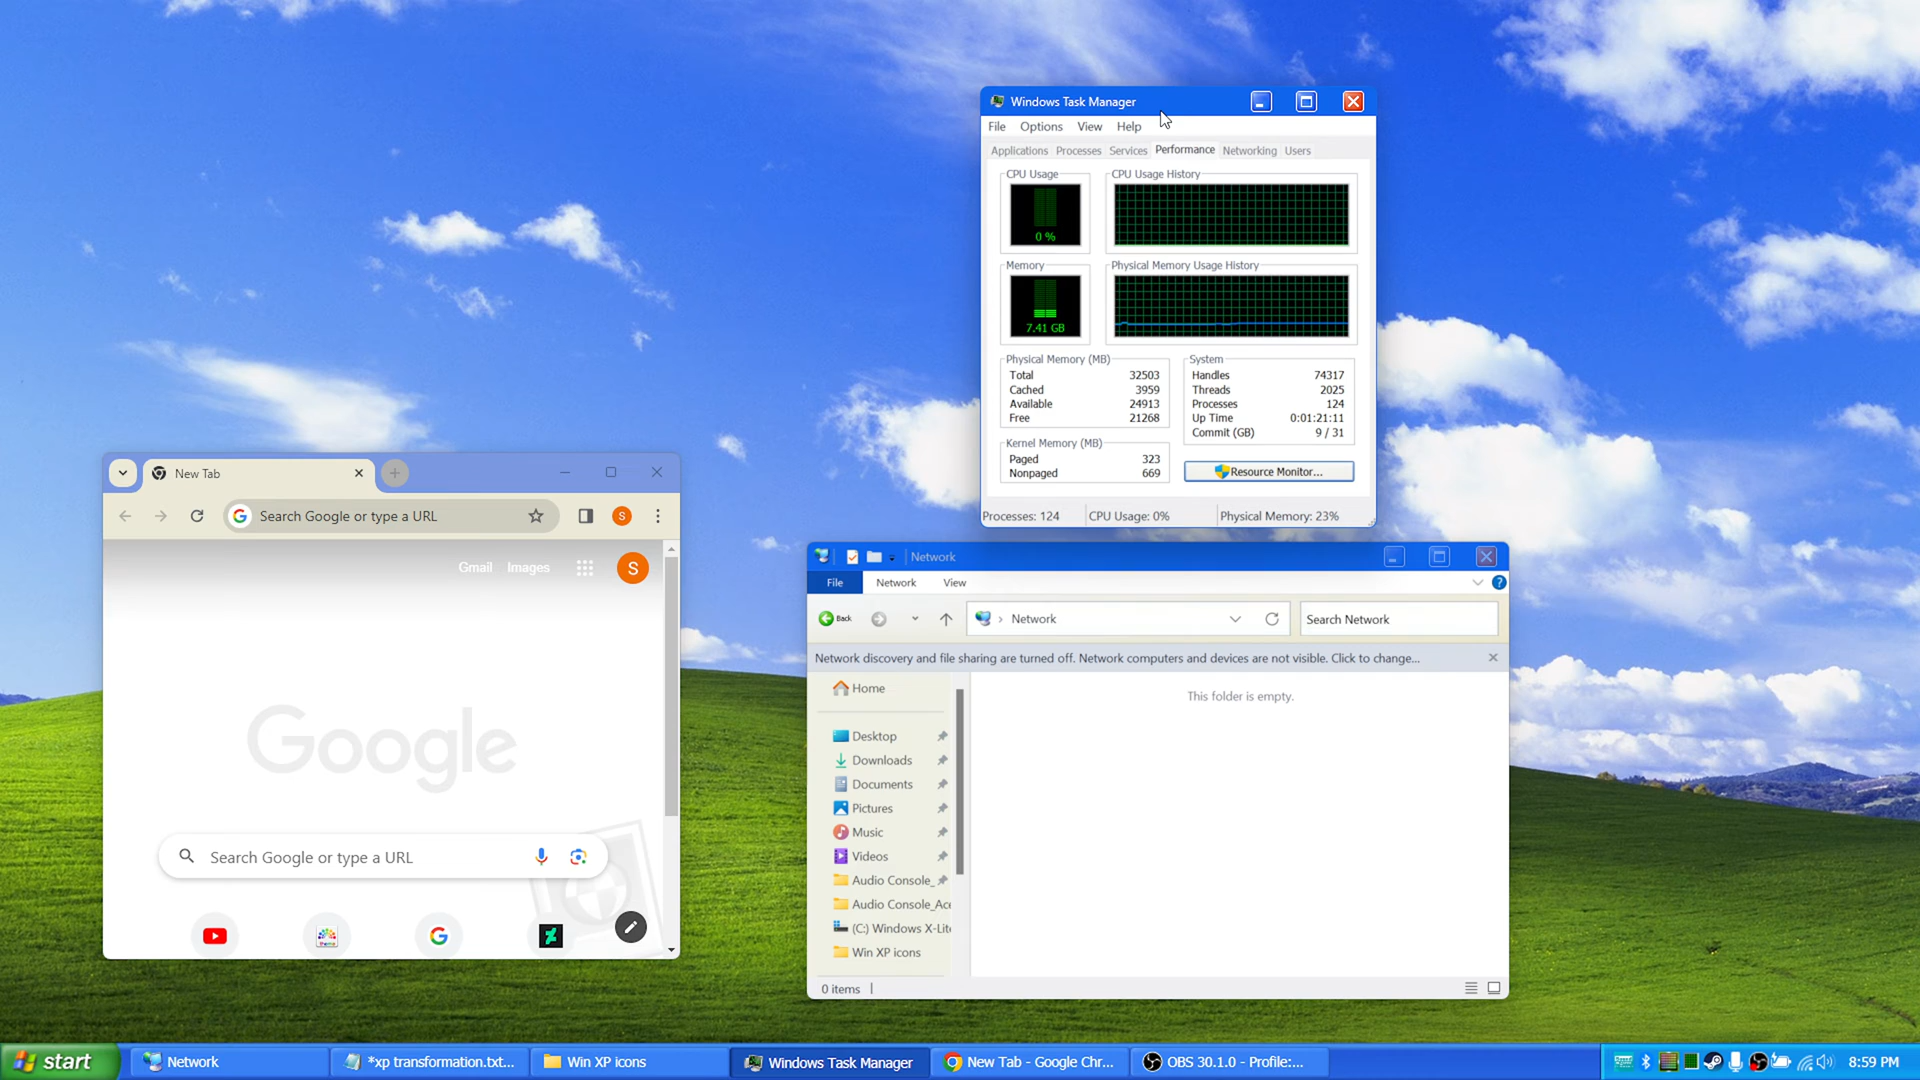 Windows Task Manager
File Options View Help
Applications Processes Services Performance Networking Users
CPU Usage
CPU Usage History
0 %
Memory
Physical Memory Usage History
7.41 GB
Physical Memory (MB)
Total 32503
Cached 3959
Available 24913
Free 21268
System
Handles 74317
Threads 2025
Processes 124
Up Time 0:01:21:11
Commit (GB) 9 / 31
Kernel Memory (MB)
Paged 323
Nonpaged 669
Resource Monitor...
Processes: 124 CPU Usage: 0% Physical Memory: 23%
New Tab
Search Google or type a URL
S
Gmail Images
S
Google
Search Google or type a URL
Network
File Network View
Back
Network
Search Network
Network discovery and file sharing are turned off. Network computers and devices are not visible. Click to change...
Home
This folder is empty.
Desktop
Downloads
Documents
Pictures
Music
Videos
Audio Console_
Audio Console_Ace
(C:) Windows X-Lit
Win XP icons
0 items
start
Network
*xp transformation.txt...
Win XP icons
Windows Task Manager
New Tab - Google Chr...
OBS 30.1.0 - Profile:...
8:59 PM